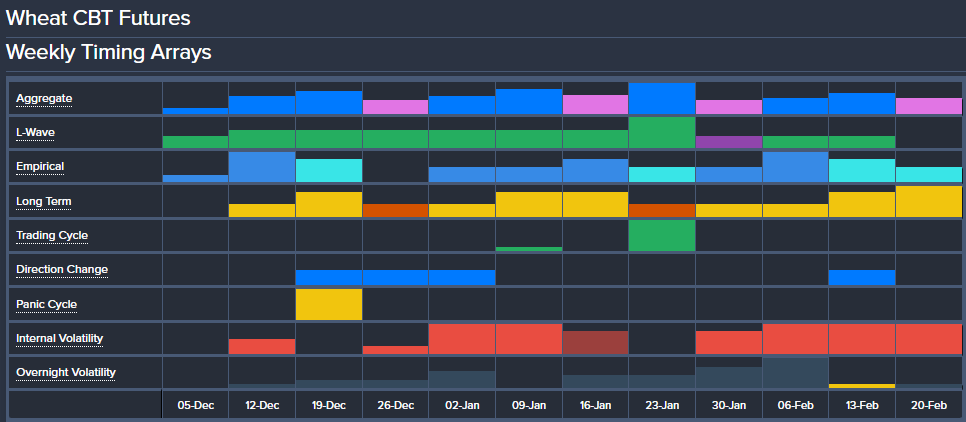 Wheat CBT Futures
Weekly Timing Arrays
Aggregate
L-Wave
Empirical
Long Term
Trading Cycle
Direction Change
Panic Cycle
Internal Volatility
Overnight Volatility
05-Dec 12-Dec 19-Dec 26-Dec 02-Jan 09-Jan 16-Jan 23-Jan 30-Jan 06-Feb 13-Feb 20-Feb